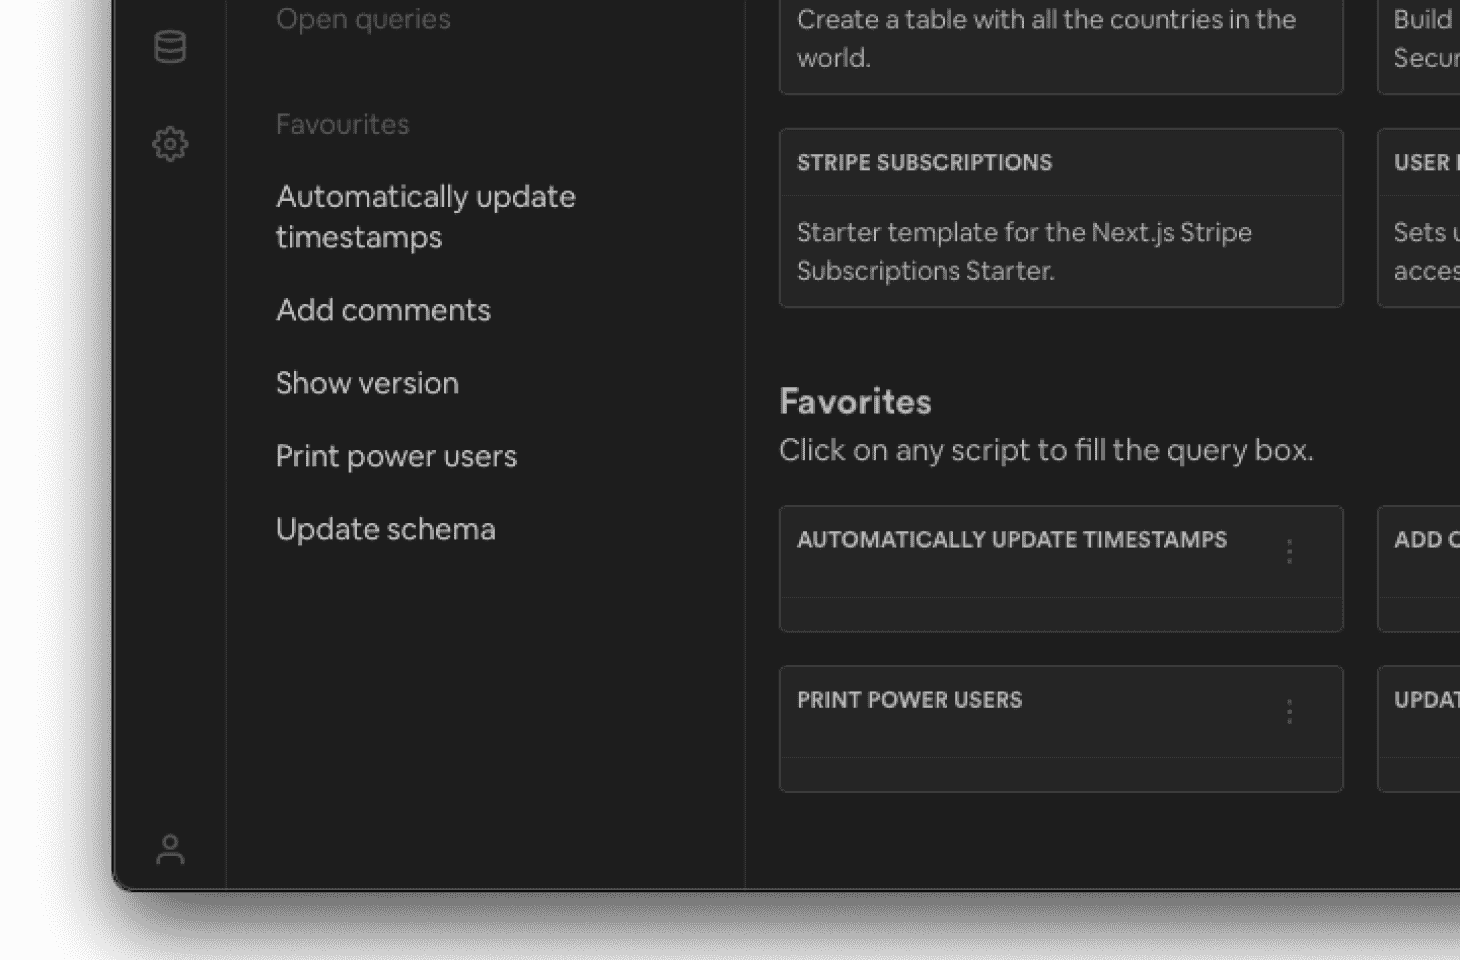 Open queries
Favourites
Automatically update
timestamps
Add comments
Show version
Print power users
Update schema
Create a table with all the countries in the
world.
Build
Secur
STRIPE SUBSCRIPTIONS
Starter template for the Next.js Stripe
Subscriptions Starter.
USER
Sets
acces
Favorites
Click on any script to fill the query box.
AUTOMATICALLY UPDATE TIMESTAMPS
ADD
PRINT POWER USERS
UPDAT